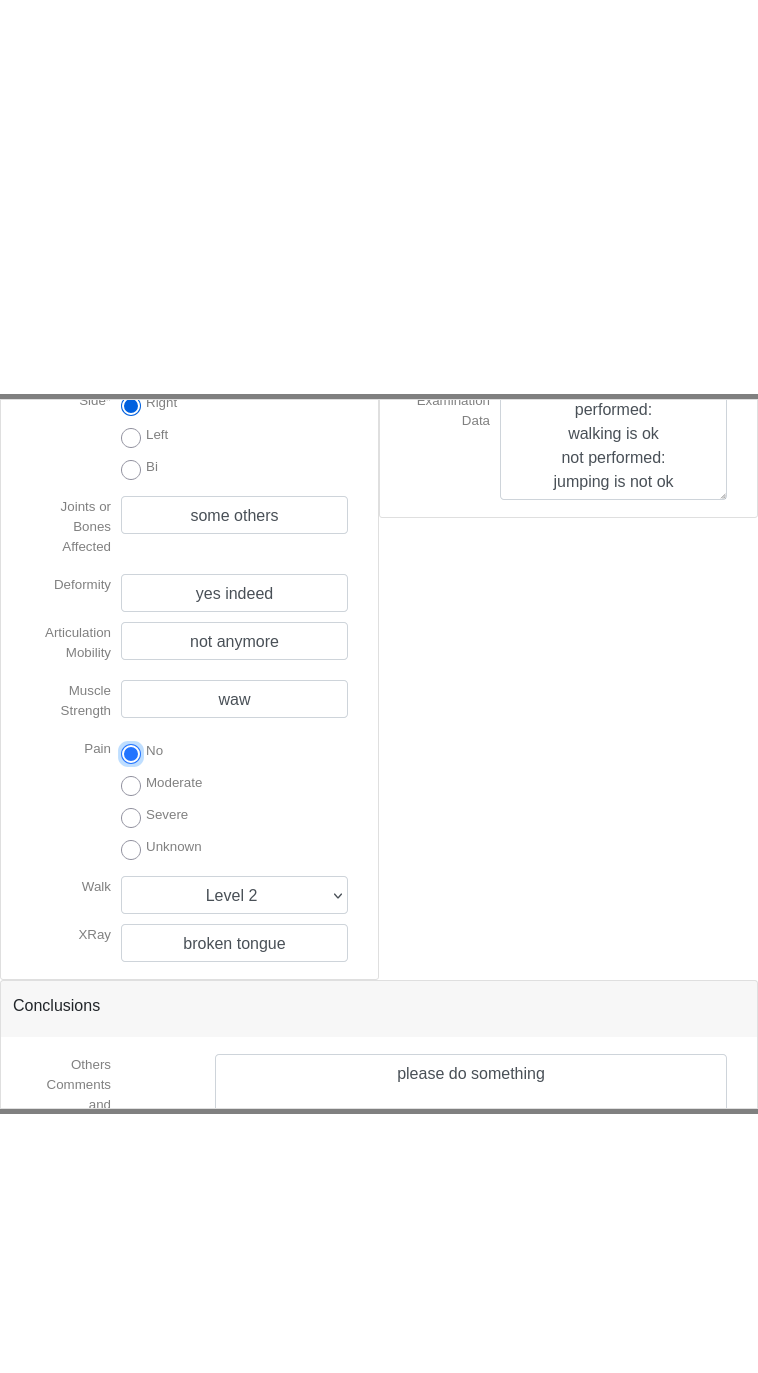 Side
Right
Left
Bi
Joints or
Bones
Affected
some others
Deformity
yes indeed
Articulation
Mobility
not anymore
Muscle
Strength
waw
Pain
No
Moderate
Severe
Unknown
Walk
Level 2
XRay
broken tongue
Examination
Data
performed:
walking is ok
not performed:
jumping is not ok
Conclusions
Others
Comments
and
please do something